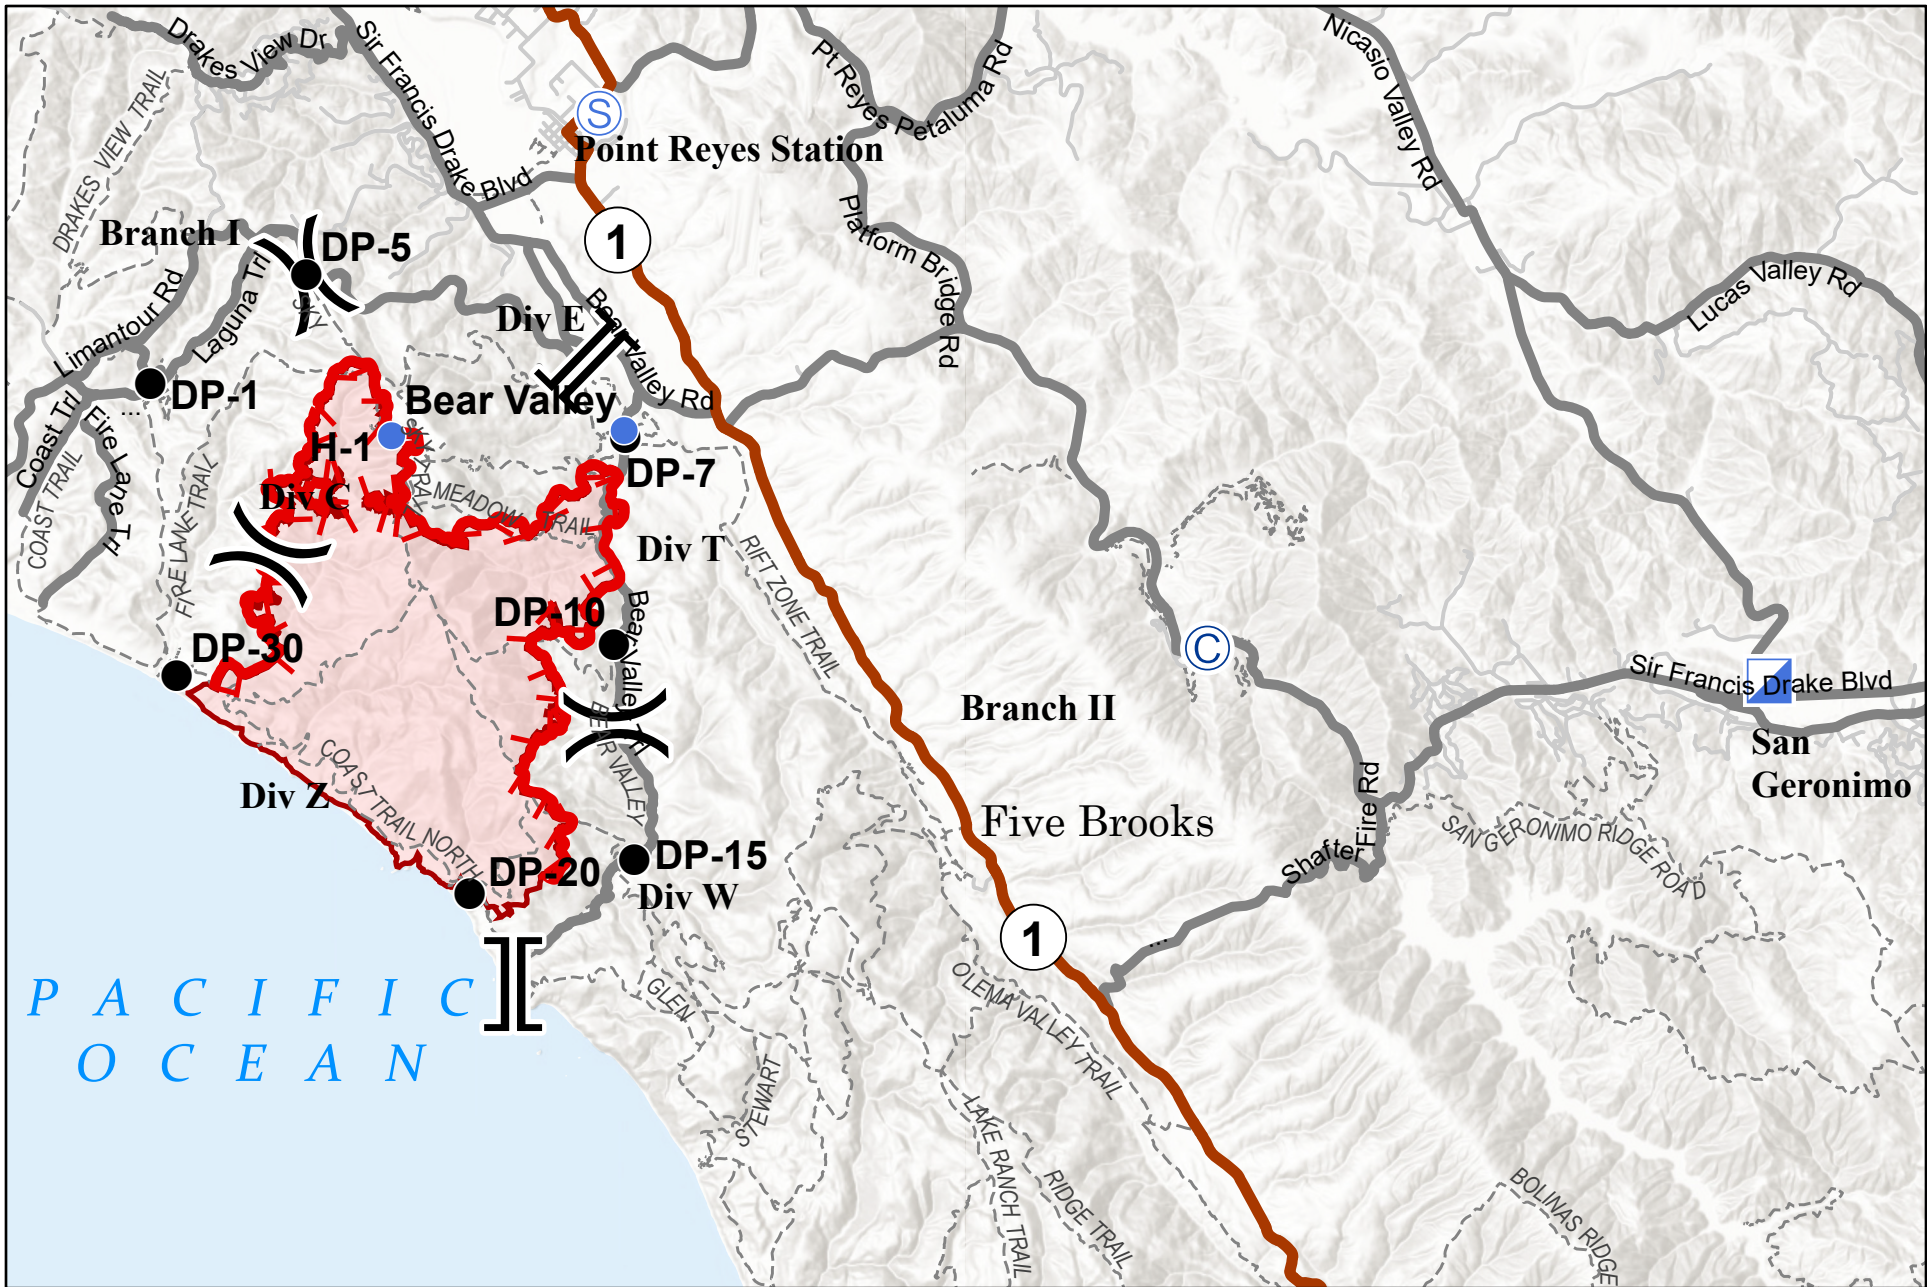 Drakes View Dr
Sir Francis Drake Blvd
Pt Reyes Petaluma Rd
Nicasio Valley Rd
DRAKES VIEW TRAIL
S
Point Reyes Station
Platform Bridge Rd
Branch I
DP-5
1
Limantour Rd
Laguna Trl
SKY
Div E
Bear Valley Rd
Lucas Valley Rd
DP-1
...
Bear Valley
Coast Trl
COAST TRAIL
Fire Lane Trl
FIRE LANE TRAIL
H-1
DP-7
Div C
MEADOW TRAIL
Div T
RIFT ZONE TRAIL
DP-10
Bear Valley Trl
BEAR VALLEY
DP-30
C
Sir Francis Drake Blvd
Branch II
San
Geronimo
Div Z
COAST TRAIL NORTH
Five Brooks
Shafter
Fire Rd
SAN GERONIMO RIDGE ROAD
DP-20
DP-15
Div W
1
...
PACIFIC
OCEAN
GLEN
STEWART
OLEMA VALLEY TRAIL
LAKE RANCH TRAIL
RIDGE TRAIL
BOLINAS RIDGE